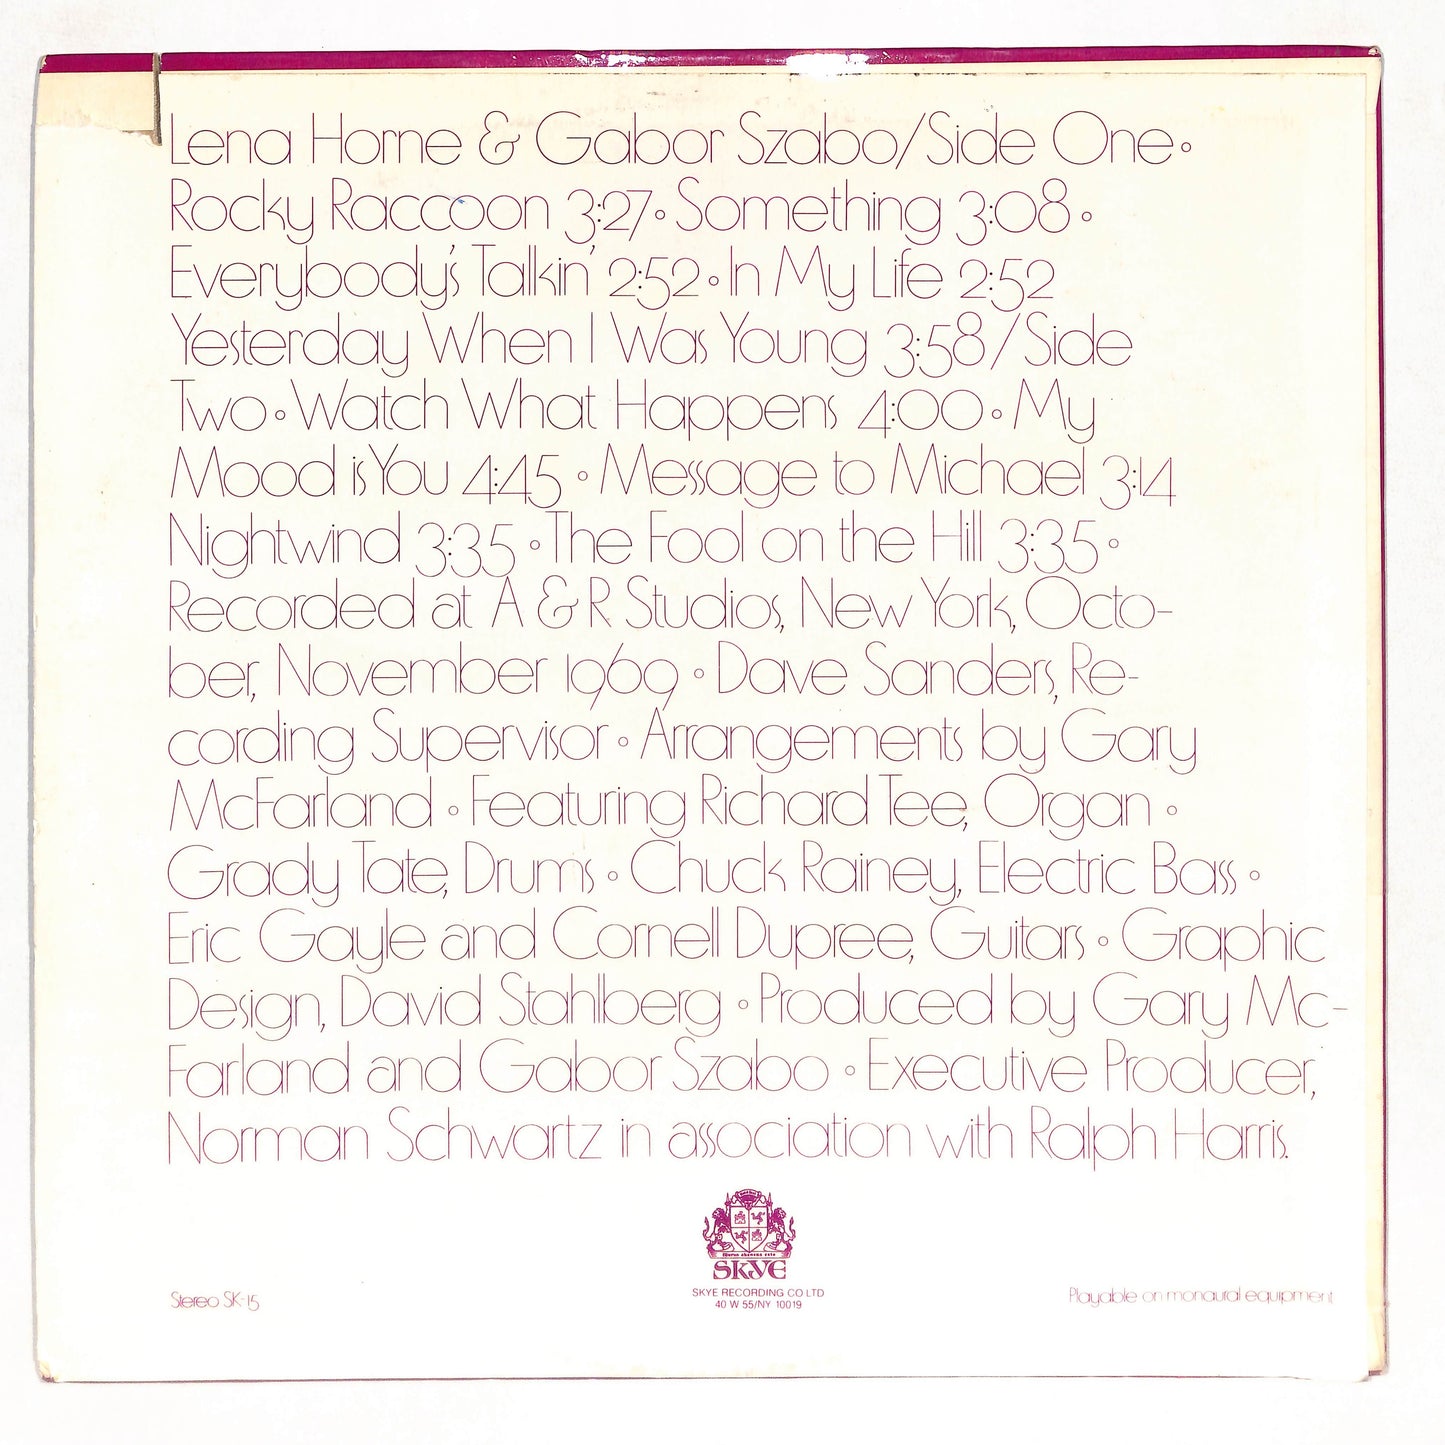 Lena Horne & Gabor Szabo/Side One◦
Rocky Raccoon 3:27◦Something 3:08◦
Everybody's Talkin' 2:52◦In My Life 2:52
Yesterday When I Was Young 3:58/Side
Two◦Watch What Happens 4:00◦My
Mood is You 4:45◦Message to Michael 3:14
Nightwind 3:35◦The Fool on the Hill 3:35◦
Recorded at A & R Studios, New York, Octo-
ber, November 1969◦Dave Sanders, Re-
cording Supervisor◦Arrangements by Gary
McFarland◦Featuring Richard Tee, Organ◦
Grady Tate, Drums◦Chuck Rainey, Electric Bass◦
Eric Gayle and Cornell Dupree, Guitars◦Graphic
Design, David Stahlberg◦Produced by Gary Mc-
Farland and Gabor Szabo◦Executive Producer,
Norman Schwartz in association with Ralph Harris.
SKYE
SKYE RECORDING CO LTD
40 W 55/NY 10019
Stereo SK-15
Playable on monaural equipment